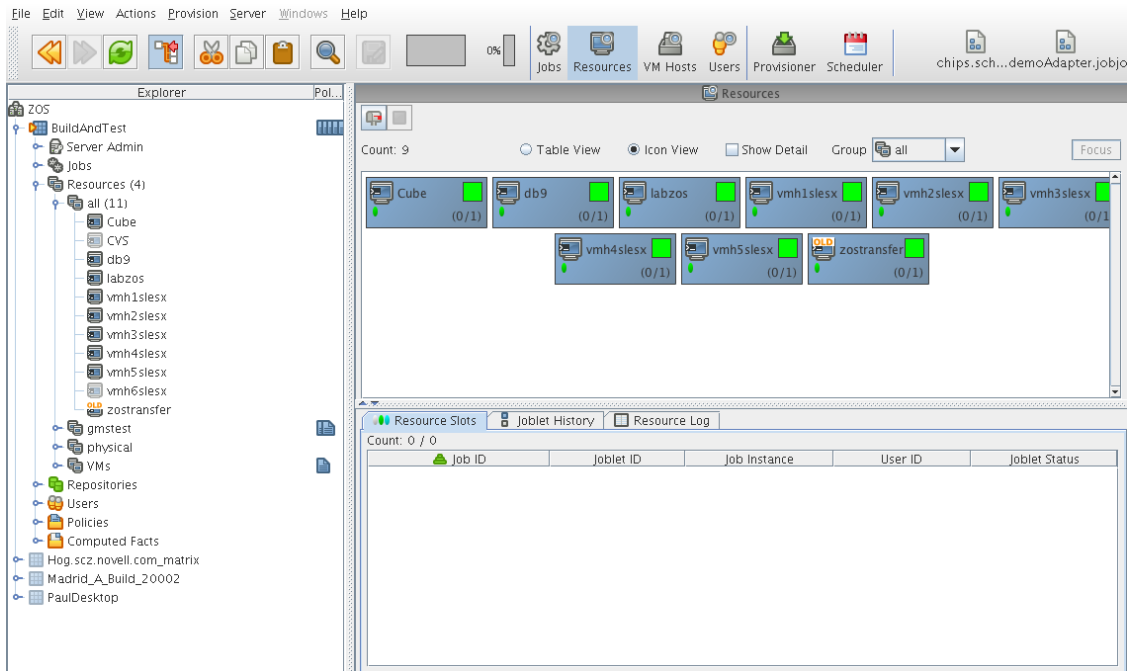 File Edit View Actions Provision Server Windows Help
0%
Jobs Resources VM Hosts Users Provisioner Scheduler chips.sch...demoAdapter.jobjo
Explorer Pol...
ZOS
BuildAndTest
Server Admin
Jobs
Resources (4)
all (11)
Cube
CVS
db9
labzos
vmh1slesx
vmh2slesx
vmh3slesx
vmh4slesx
vmh5slesx
vmh6slesx
OLD zostransfer
gmstest
physical
VMs
Repositories
Users
Policies
Computed Facts
Hog.scz.novell.com_matrix
Madrid_A_Build_20002
PaulDesktop
Resources
Count: 9 Table View Icon View Show Detail Group all Focus
Cube db9 labzos vmh1slesx vmh2slesx vmh3slesx
(0/1) (0/1) (0/1) (0/1) (0/1) (0/1
vmh4slesx vmh5slesx OLD zostransfer
(0/1) (0/1) (0/1)
Resource Slots Joblet History Resource Log
Count: 0 / 0
Job ID Joblet ID Job Instance User ID Joblet Status